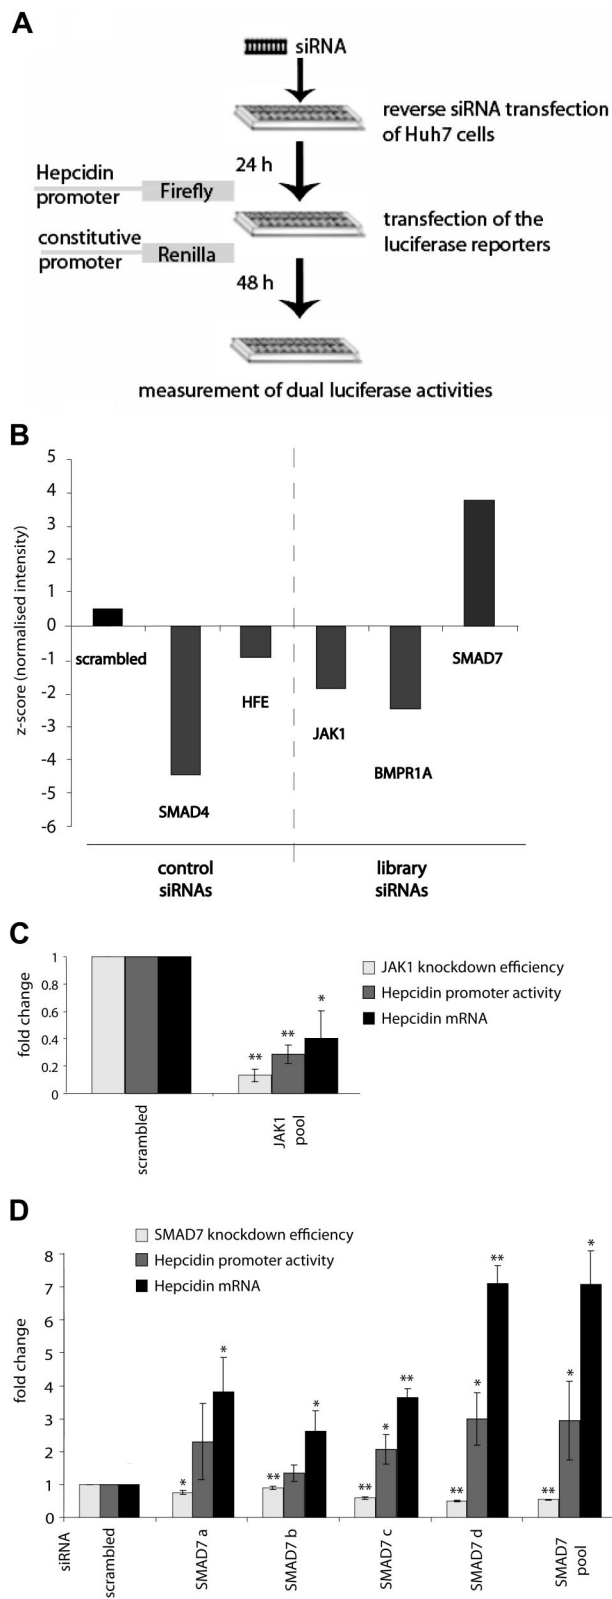 A
siRNA
reverse siRNA transfection
of Huh7 cells
24 h
Hepcidin
promoter
Firefly
transfection of the
luciferase reporters
constitutive
promoter
Renilla
48 h
measurement of dual luciferase activities
B
z-score (normalised intensity)
5
4
3
2
1
0
-1
-2
-3
-4
-5
-6
scrambled
SMAD4
HFE
JAK1
BMPR1A
SMAD7
control
siRNAs
library
siRNAs
C
fold change
1
0.8
0.6
0.4
0.2
0
** ** *
scrambled
JAK1
pool
JAK1 knockdown efficiency
Hepcidin promoter activity
Hepcidin mRNA
D
SMAD7 knockdown efficiency
Hepcidin promoter activity
Hepcidin mRNA
fold change
8
7
6
5
4
3
2
1
0
* *
** *
** * **
** * **
** * *
siRNA
scrambled
SMAD7 a
SMAD7 b
SMAD7 c
SMAD7 d
SMAD7
pool